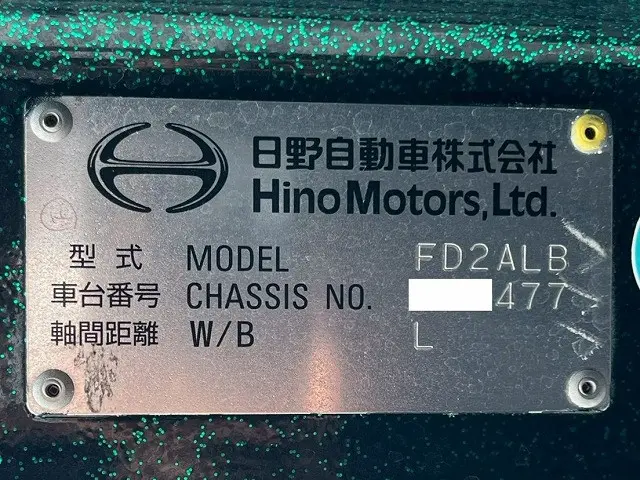 日野自動車株式会社
Hino Motors, Ltd.
型式 MODEL FD2ALB
車台番号 CHASSIS NO. 477
軸間距離 W/B L